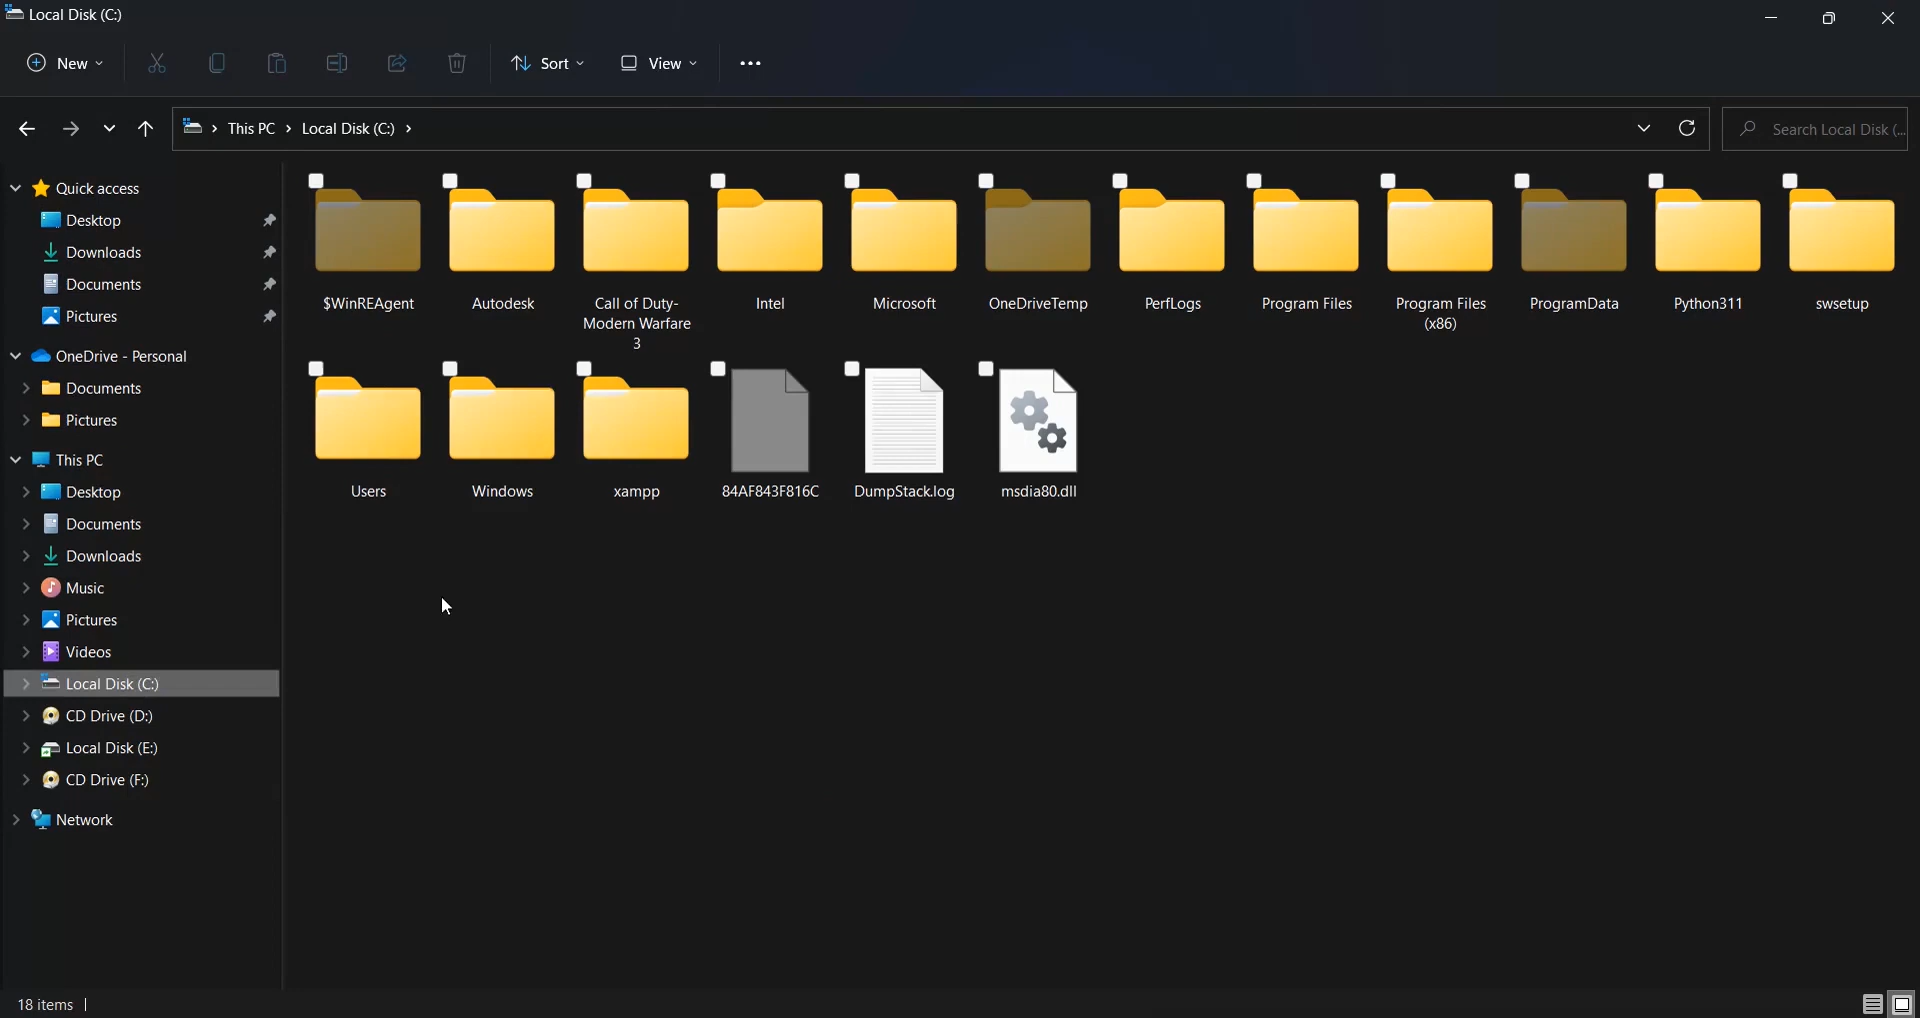 Local Disk (C:)
New
Sort
View
This PC
Local Disk (C:)
Search Local Disk (...
Quick access
Desktop
Downloads
Documents
Pictures
OneDrive - Personal
Documents
Pictures
This PC
Desktop
Documents
Downloads
Music
Pictures
Videos
Local Disk (C:)
CD Drive (D:)
Local Disk (E:)
CD Drive (F:)
Network
$WinREAgent
Autodesk
Call of Duty-
Modern Warfare
3
Intel
Microsoft
OneDriveTemp
PerfLogs
Program Files
Program Files
(x86)
ProgramData
Python311
swsetup
Users
Windows
xampp
84AF843F816C
DumpStack.log
msdia80.dll
18 items